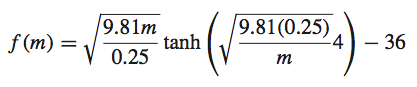 f(m) = √(9.81m / 0.25) tanh (√(9.81(0.25) / m) 4) − 36